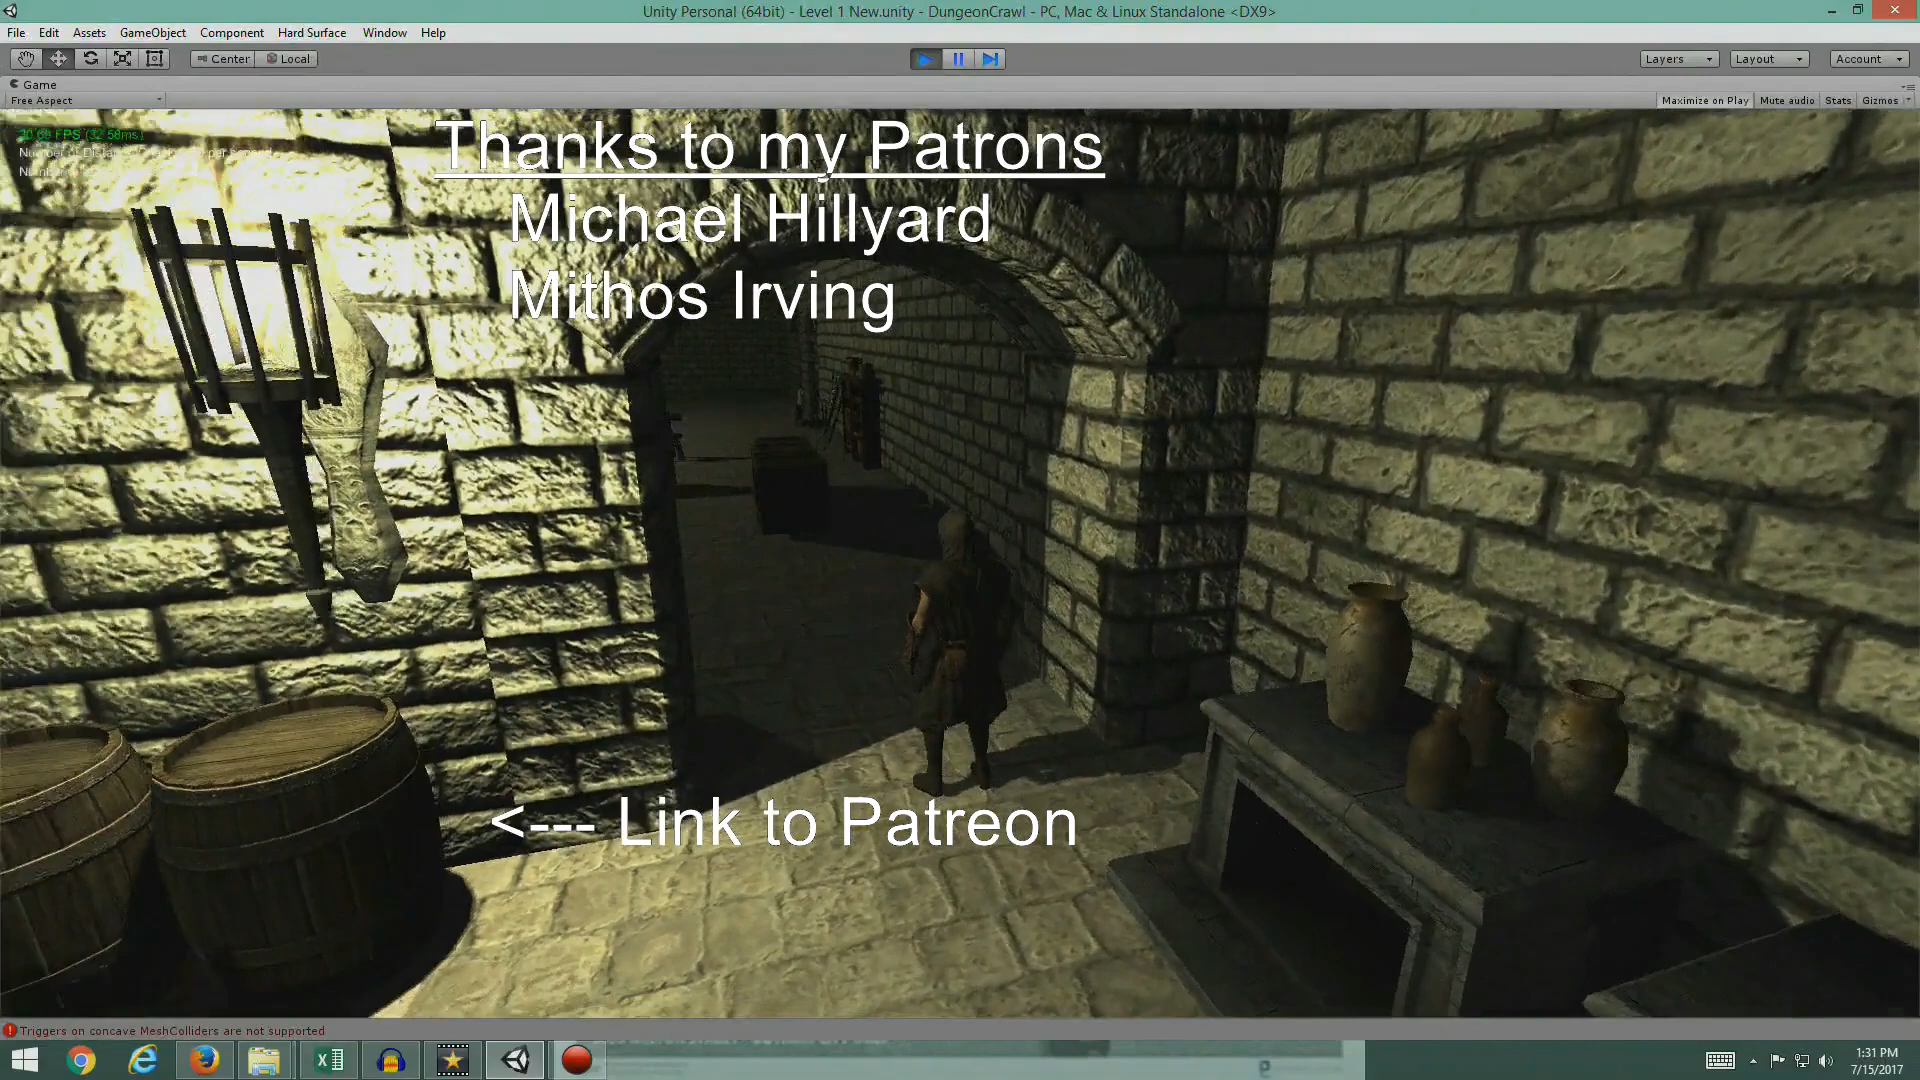 Unity Personal (64bit) - Level 1 New.unity - DungeonCrawl - PC, Mac & Linux Standalone <DX9>
File Edit Assets GameObject Component Hard Surface Window Help
Center Local Layers Layout Account
Game
Free Aspect Maximize on Play Mute audio Stats Gizmos
FPS
Thanks to my Patrons
Michael Hillyard
Mithos Irving
<--- Link to Patreon
Triggers on concave MeshColliders are not supported
1:31 PM
7/15/2017